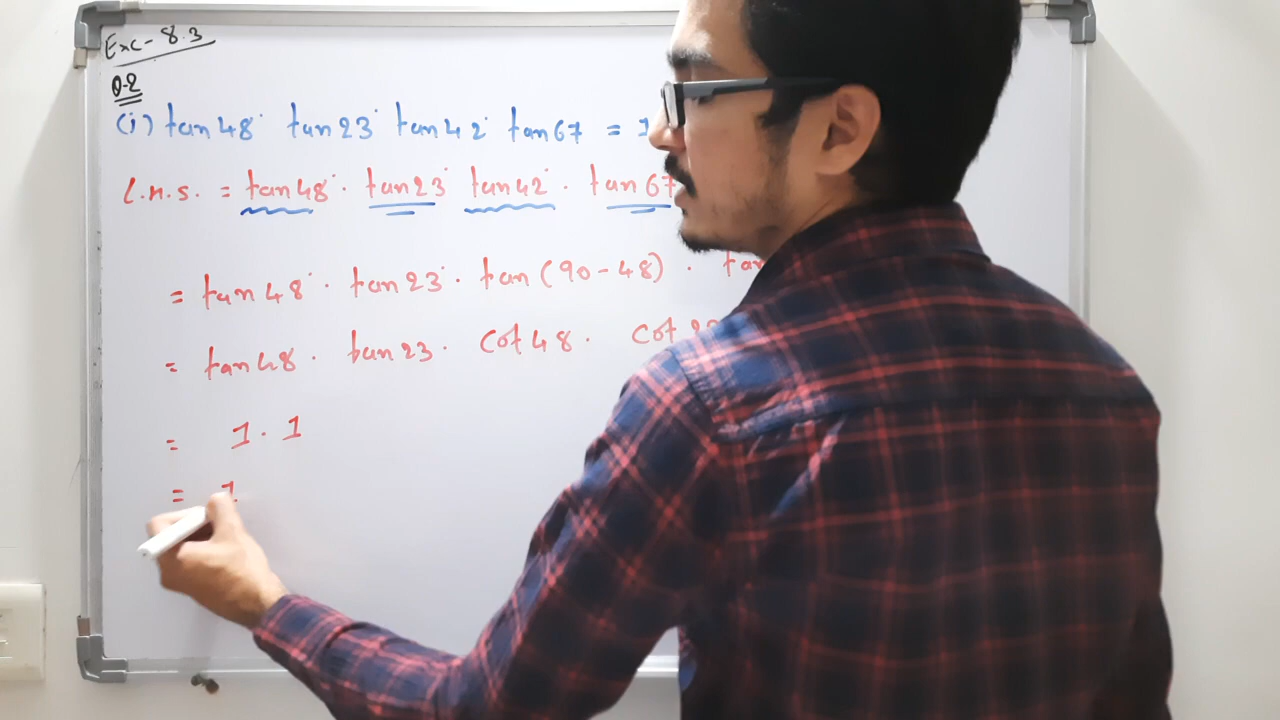 Exc - 8.3
Q-2
(i) tan 48° tan 23° tan 42° tan 67 = 1
L.H.S. = tan 48° . tan 23° tan 42° . tan 67
= tan 48° . tan 23° . tan (90 - 48) .
= tan 48 . tan 23 . Cot 48 . Cot
= 1 . 1
= 1